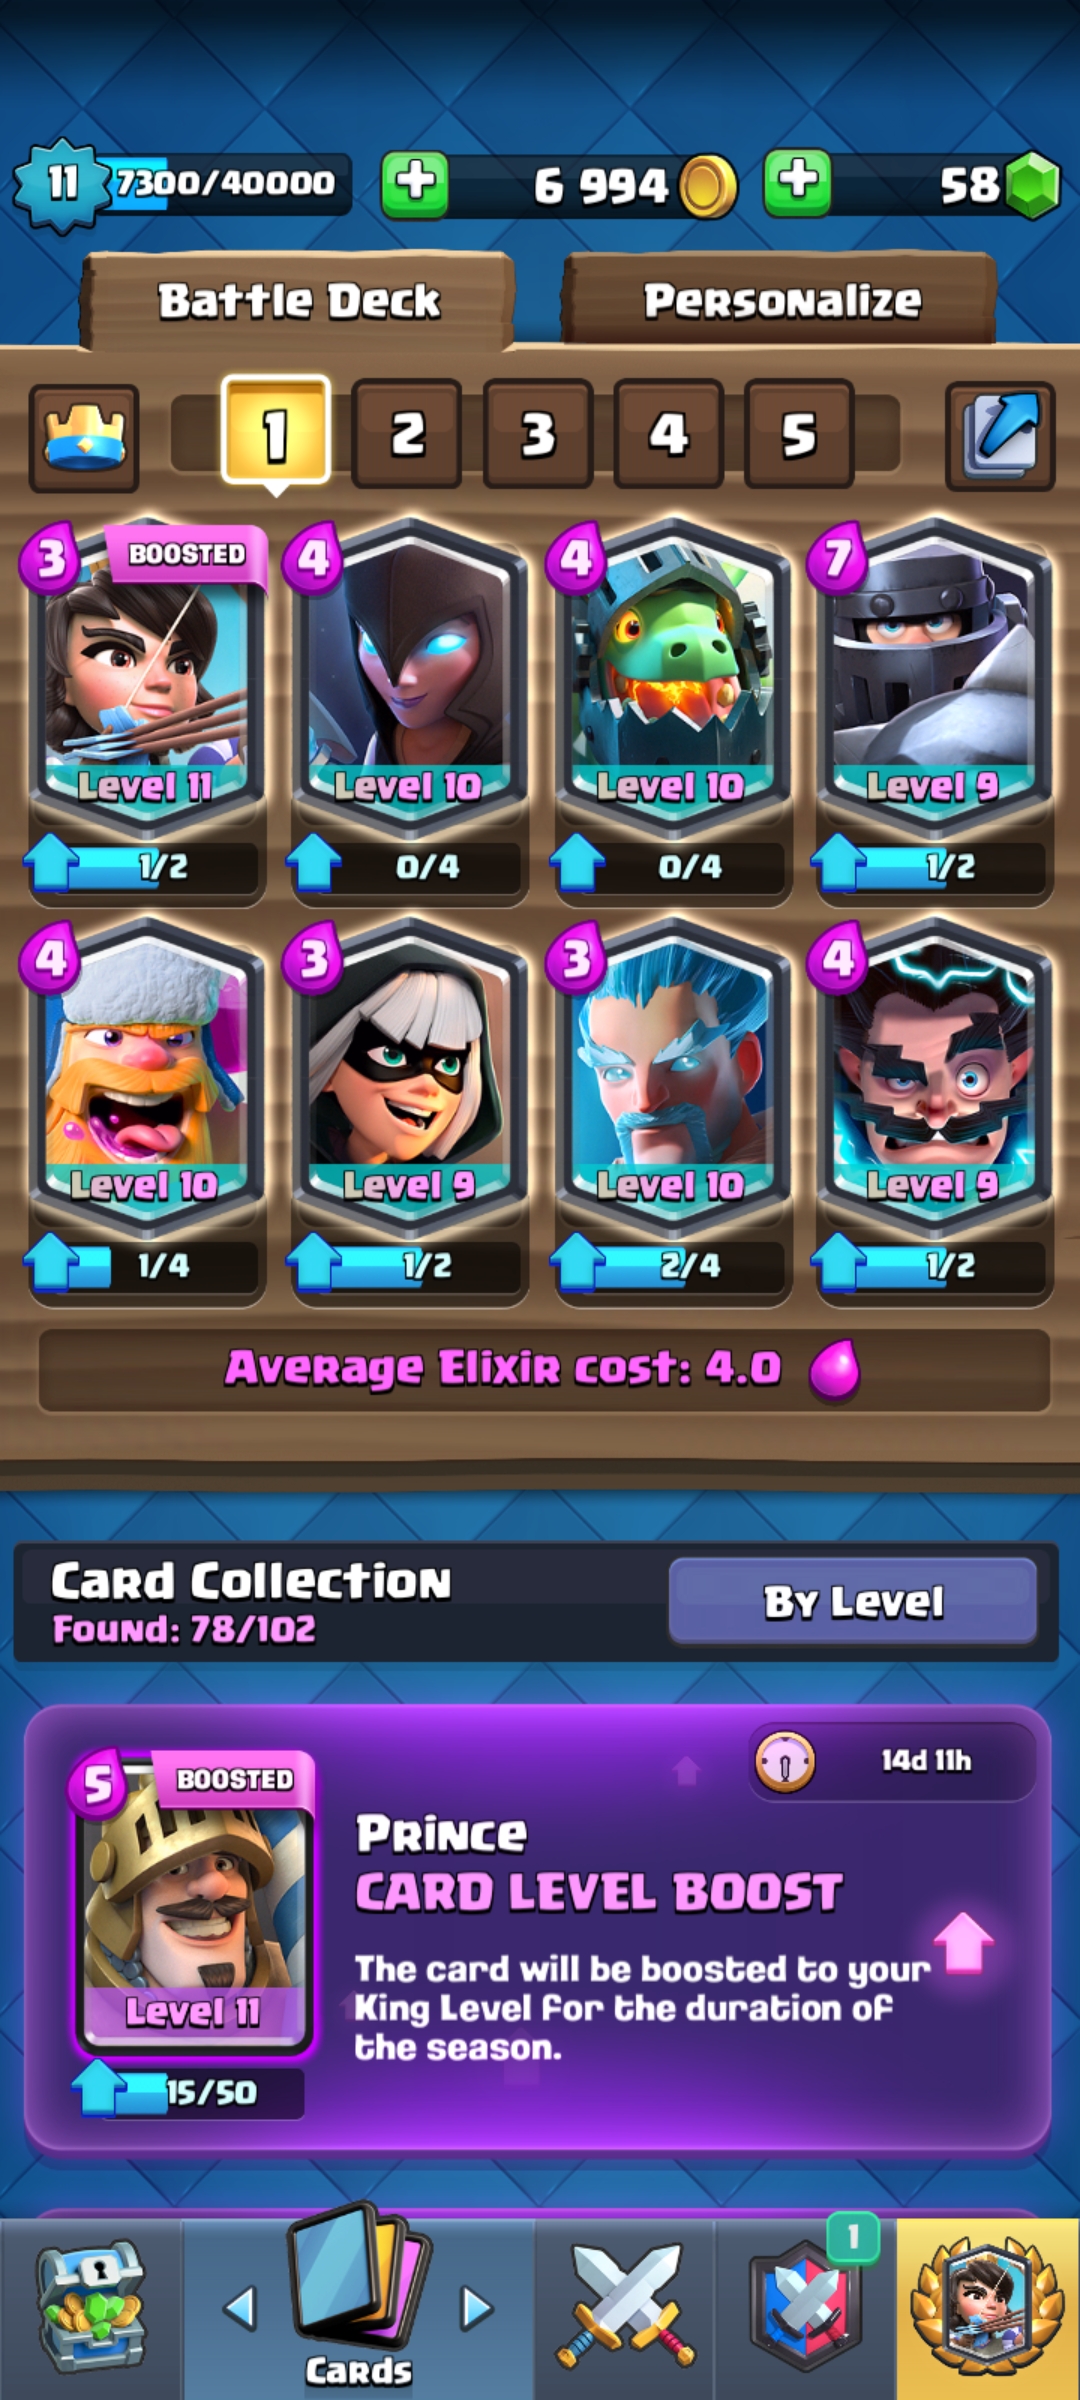 11 7300/40000 6 994 58
Battle Deck Personalize
1 2 3 4 5
3 BOOSTED 4 4 7
Level 11 Level 10 Level 10 Level 9
1/2 0/4 0/4 1/2
4 3 3 4
Level 10 Level 9 Level 10 Level 9
1/4 1/2 2/4 1/2
Average Elixir cost: 4.0
Card Collection
Found: 78/102
By Level
5 BOOSTED
Level 11
15/50
14d 11h
Prince
CARD LEVEL BOOST
The card will be boosted to your
King Level for the duration of
the season.
1
Cards